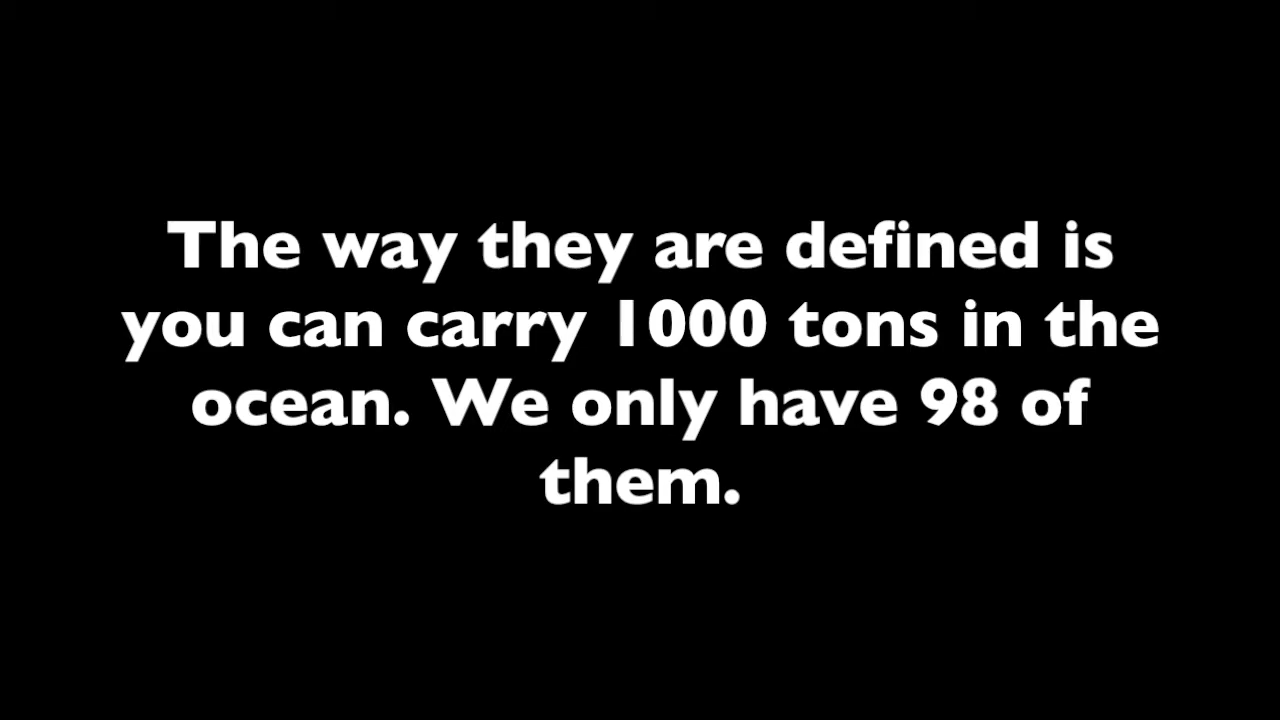 The way they are defined is
you can carry 1000 tons in the
ocean. We only have 98 of
them.